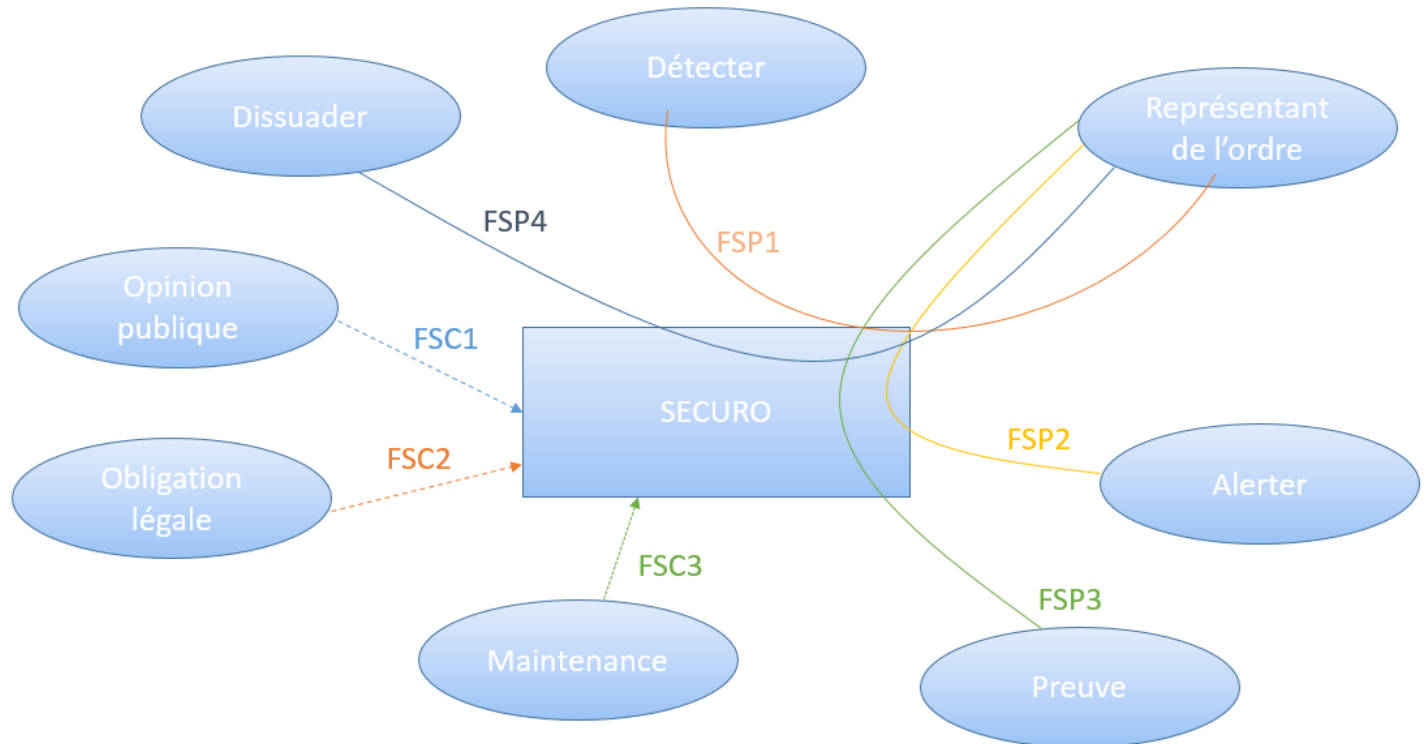 Détecter
Dissuader
Représentant
de l'ordre
FSP4
FSP1
Opinion
publique
FSC1
SECURO
FSP2
Obligation
légale
FSC2
Alerter
FSC3
FSP3
Maintenance
Preuve